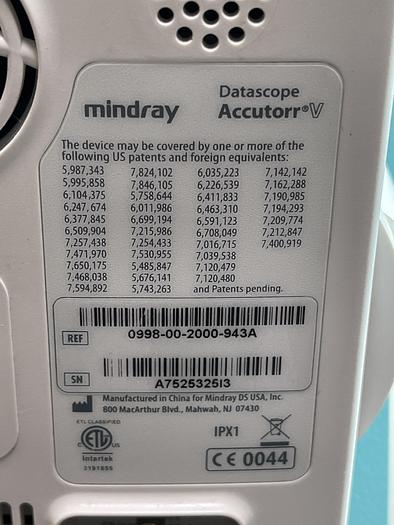 mindray
Datascope
Accutorr® V
The device may be covered by one or more of the
following US patents and foreign equivalents:
5,987,343 7,824,102 6,035,223 7,142,142
5,995,858 7,846,105 6,226,539 7,162,288
6,104,375 5,758,644 6,411,833 7,190,985
6,247,674 6,011,986 6,463,310 7,194,293
6,377,845 6,699,194 6,591,123 7,209,774
6,509,904 7,215,986 6,708,049 7,212,847
7,257,438 7,254,433 7,016,715 7,400,919
7,471,970 7,530,955 7,039,538
7,650,175 5,485,847 7,120,479
7,468,038 5,676,141 7,120,480
7,594,892 5,743,263 and Patents pending.
REF 0998-00-2000-943A
SN A7525325I3
Manufactured in China for Mindray DS USA, Inc.
800 MacArthur Blvd., Mahwah, NJ 07430
ETL CLASSIFIED
ETL
C US
Intertek
3191855
IPX1
CE 0044